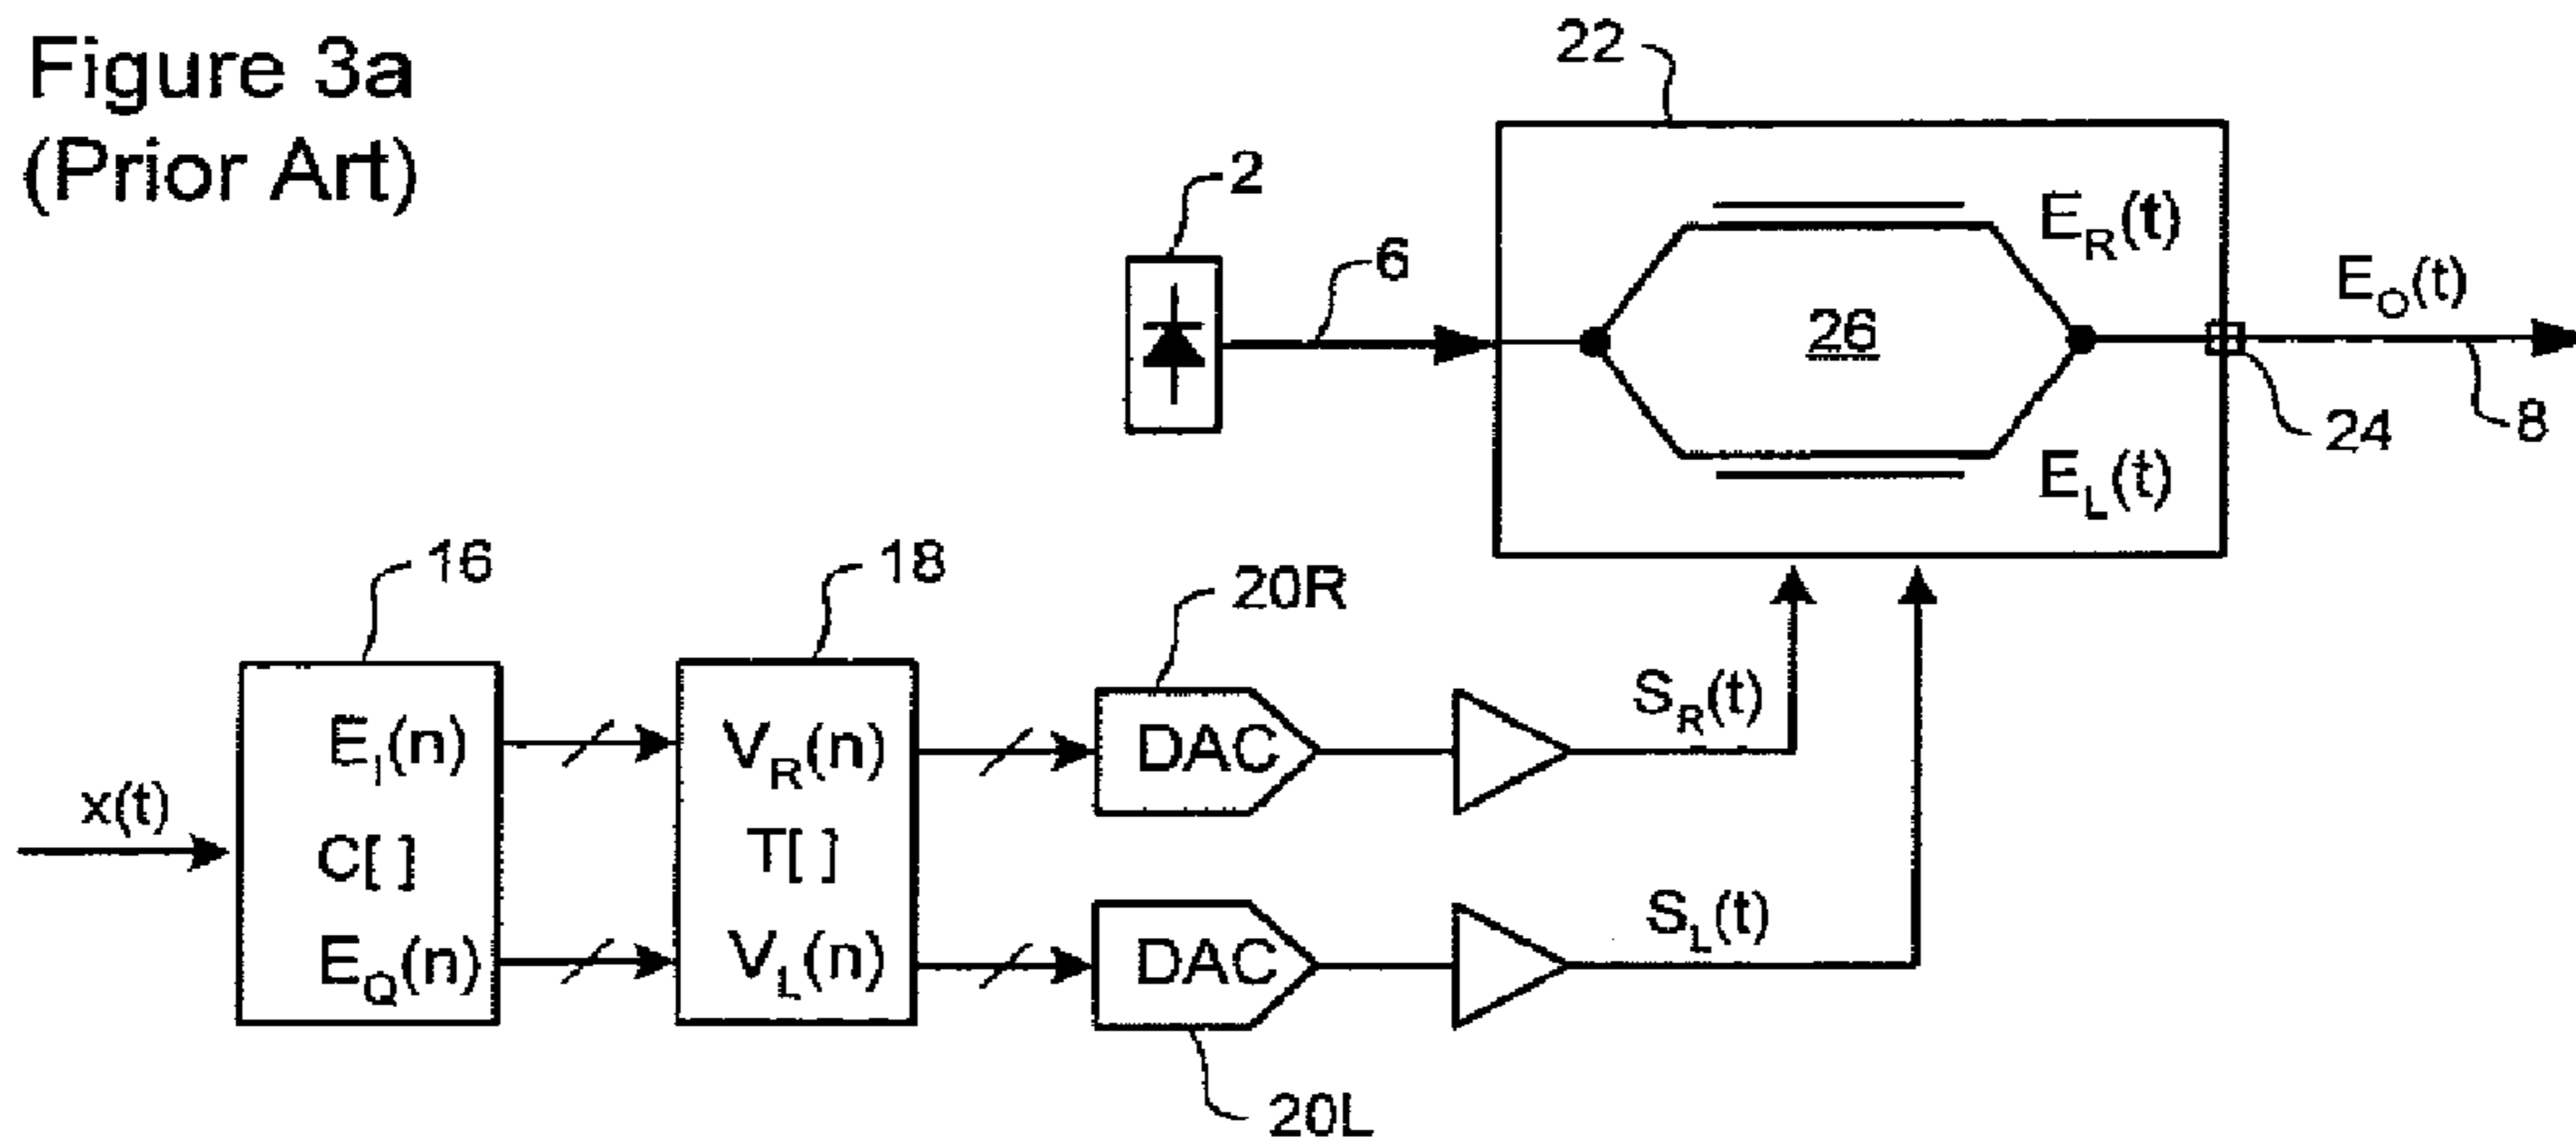 Figure 3a
(Prior Art)
22
2
6
E_R(t)
26
E_O(t)
E_L(t)
24
8
16
18
20R
x(t)
E_I(n)
C[ ]
E_Q(n)
V_R(n)
T[ ]
V_L(n)
DAC
DAC
S_R(t)
S_L(t)
20L